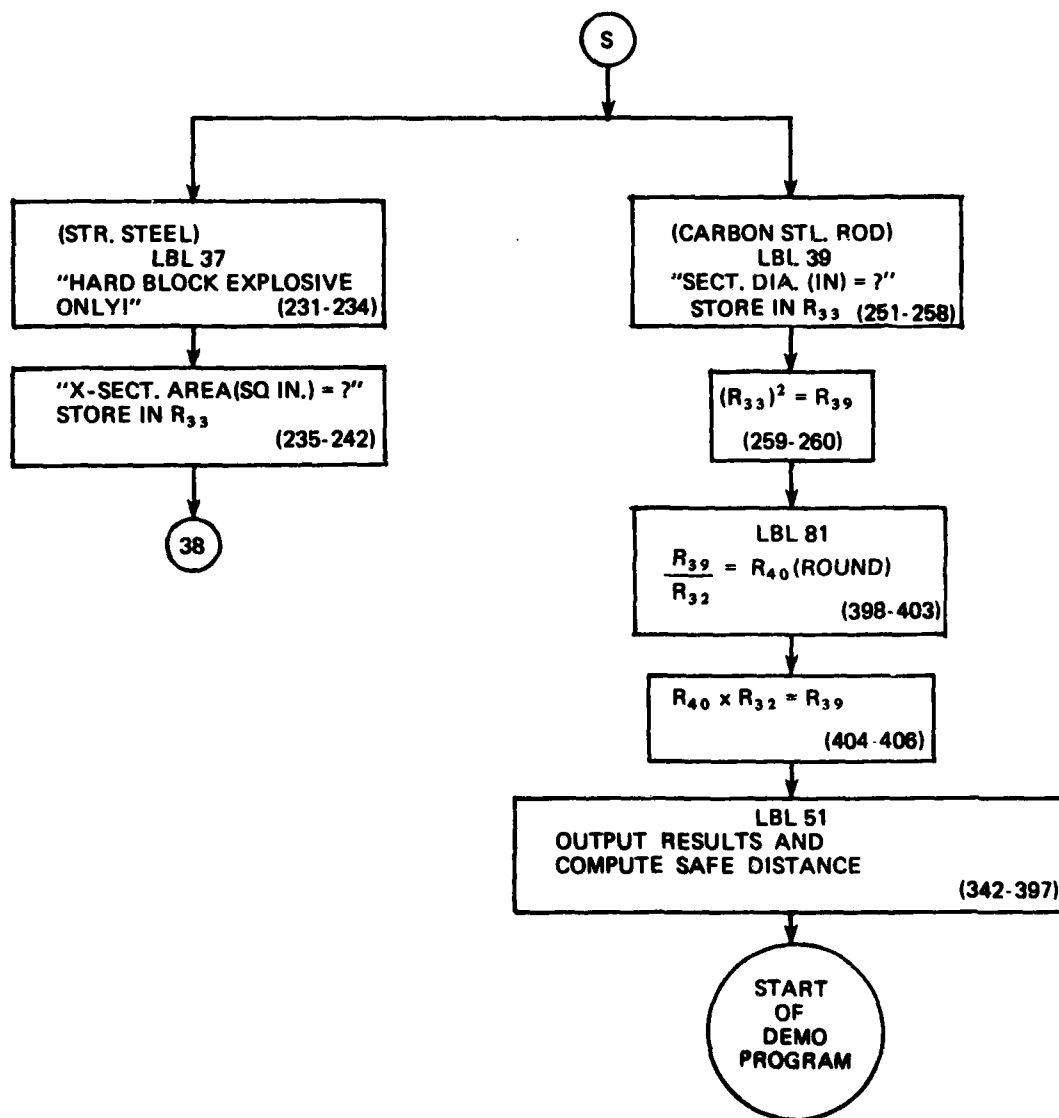 S
(STR. STEEL)
LBL 37
"HARD BLOCK EXPLOSIVE
ONLY!" (231-234)
"X-SECT. AREA(SQ IN.) = ?"
STORE IN R33
(235-242)
38
(CARBON STL. ROD)
LBL 39
"SECT. DIA. (IN) = ?"
STORE IN R33 (251-258)
(R33)² = R39
(259-260)
LBL 81
R39
R32
= R40 (ROUND)
(398-403)
R40 x R32 = R39
(404-406)
LBL 51
OUTPUT RESULTS AND
COMPUTE SAFE DISTANCE
(342-397)
START
OF
DEMO
PROGRAM